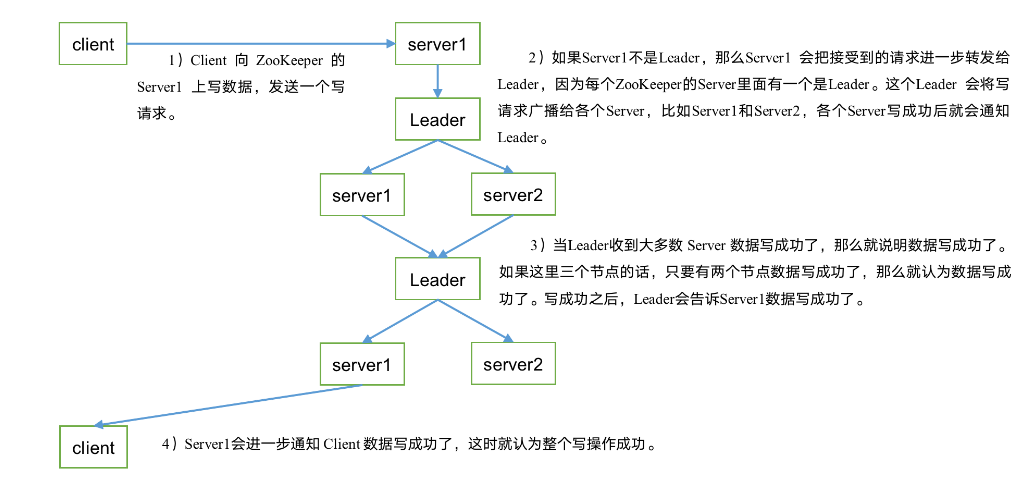 client
server1
1）Client 向 ZooKeeper 的
Server1 上写数据，发送一个写
请求。
2）如果Server1不是Leader，那么Server1 会把接受到的请求进一步转发给
Leader，因为每个ZooKeeper的Server里面有一个是Leader。这个Leader 会将写
请求广播给各个Server，比如Server1和Server2，各个Server写成功后就会通知
Leader。
Leader
server1
server2
3）当Leader收到大多数 Server 数据写成功了，那么就说明数据写成功了。
如果这里三个节点的话，只要有两个节点数据写成功了，那么就认为数据写成
功了。写成功之后，Leader会告诉Server1数据写成功了。
Leader
server1
server2
client
4）Server1会进一步通知 Client 数据写成功了，这时就认为整个写操作成功。